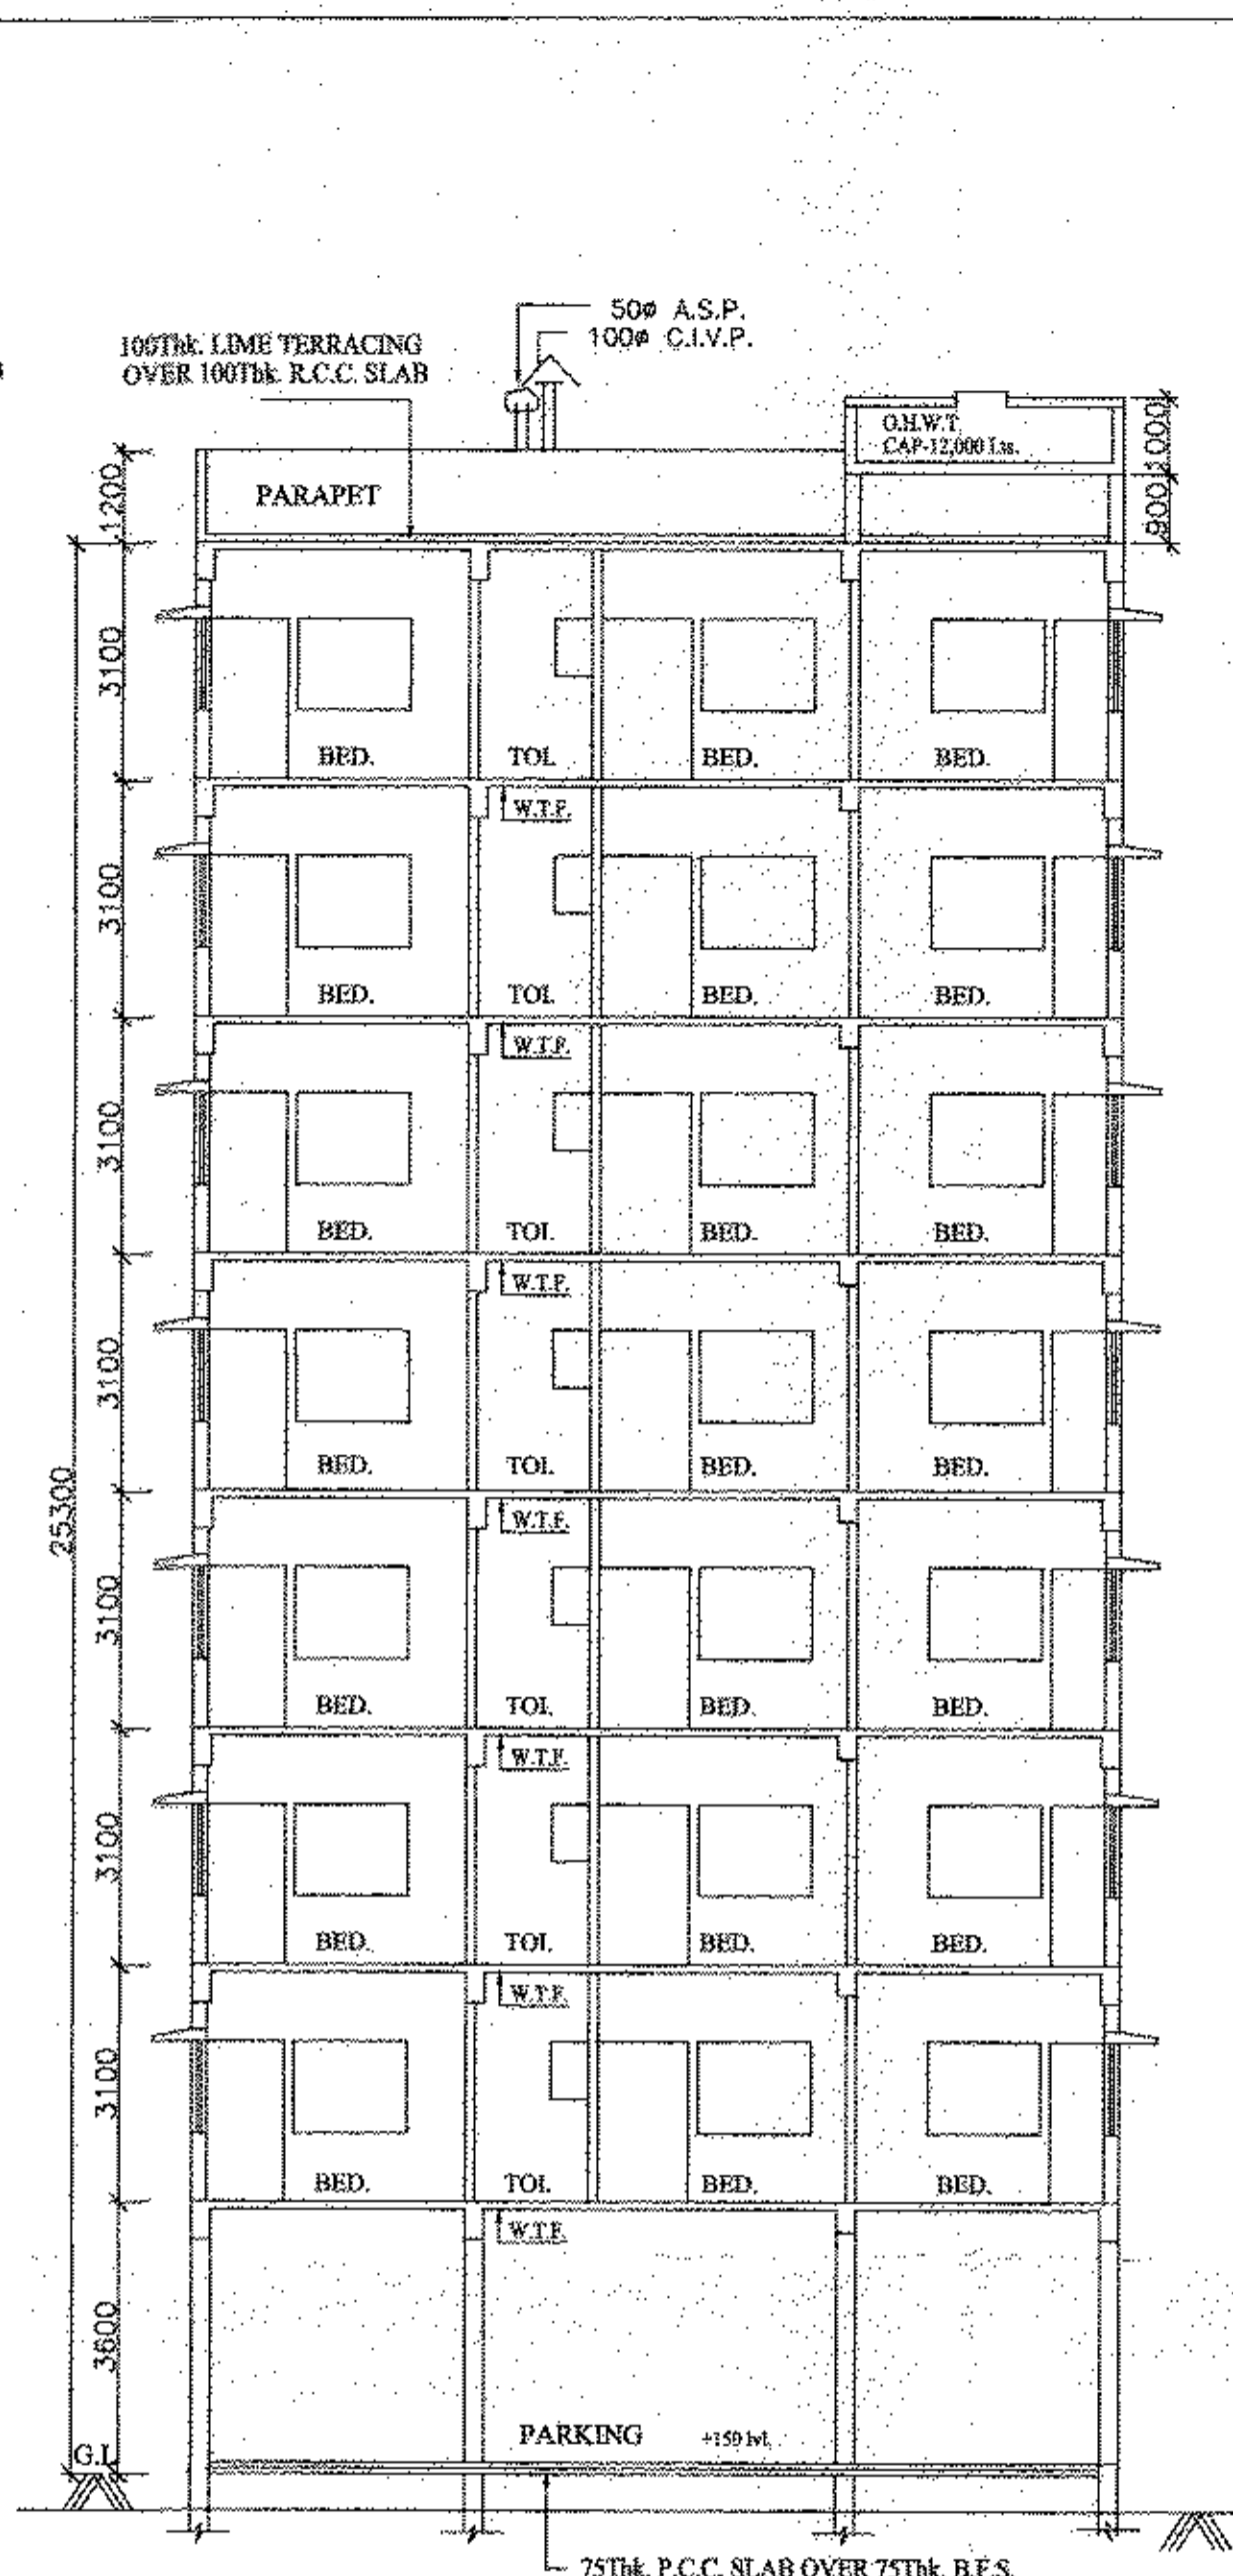 50ø A.S.P.
100ø C.I.V.P.
100Thk. LIME TERRACING
OVER 100Thk. R.C.C. SLAB
O.H.W.T.
CAP-12,000 Lts.
1000
900
1200
PARAPET
3100
BED.
TOI.
BED.
BED.
W.T.F.
3100
BED.
TOI.
BED.
BED.
W.T.F.
3100
BED.
TOI.
BED.
BED.
W.T.F.
3100
BED.
TOI.
BED.
BED.
25300
W.T.F.
3100
BED.
TOI.
BED.
BED.
W.T.F.
3100
BED.
TOI.
BED.
BED.
W.T.F.
3100
BED.
TOI.
BED.
BED.
W.T.F.
3600
PARKING
+150 lvl.
G.L
75Thk. P.C.C. SLAB OVER 75Thk. B.F.S.